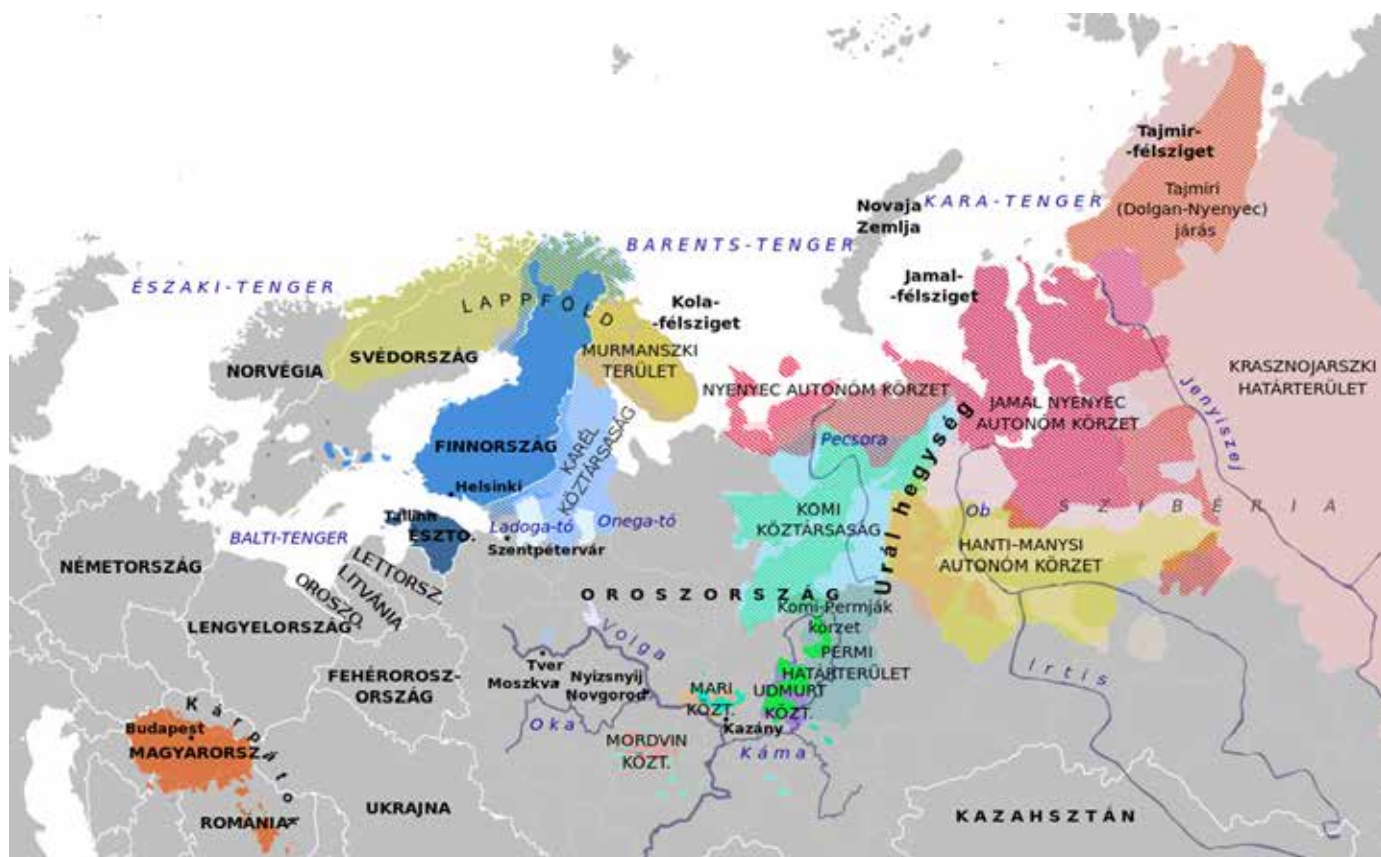 Tajmir-
-félsziget
Tajmiri
(Dolgan-Nyenyec)
járás
KARA-TENGER
Novaja
Zemlja
BARENTS-TENGER
ÉSZAKI-TENGER
Jamal-
-félsziget
LAPPFÖLD
Kola-
-félsziget
MURMANSZKI
TERÜLET
SVÉDORSZÁG
NORVÉGIA
NYENYEC AUTONÓM KÖRZET
JAMAL NYENYEC
AUTONÓM KÖRZET
KRASZNOJARSZKI
HATÁRTERÜLET
Jenyiszej
FINNORSZÁG
KARÉL
KÖZTÁRSASÁG
Pecsora
Urál hegység
Helsinki
KOMI
KÖZTÁRSASÁG
Ob
SZIBÉRIA
Tallinn
ÉSZTO.
Ladoga-tó
Onega-tó
Szentpétervár
BALTI-TENGER
HANTI-MANYSI
AUTONÓM KÖRZET
NÉMETORSZÁG
LETTORSZ.
LITVÁNIA
OROSZO.
OROSZORSZÁG
Komi-Permják
körzet
LENGYELORSZÁG
Volga
PERMI
HATÁRTERÜLET
Irtis
FEHÉROROSZ-
ORSZÁG
Tver
Moszkva
Nyizsnyij
Novgorod
MARI
KÖZT.
UDMURT
KÖZT.
Kárpátok
Budapest
MAGYARORSZ.
Oka
Kazány
Káma
MORDVIN
KÖZT.
ROMÁNIA
UKRAJNA
KAZAHSZTÁN